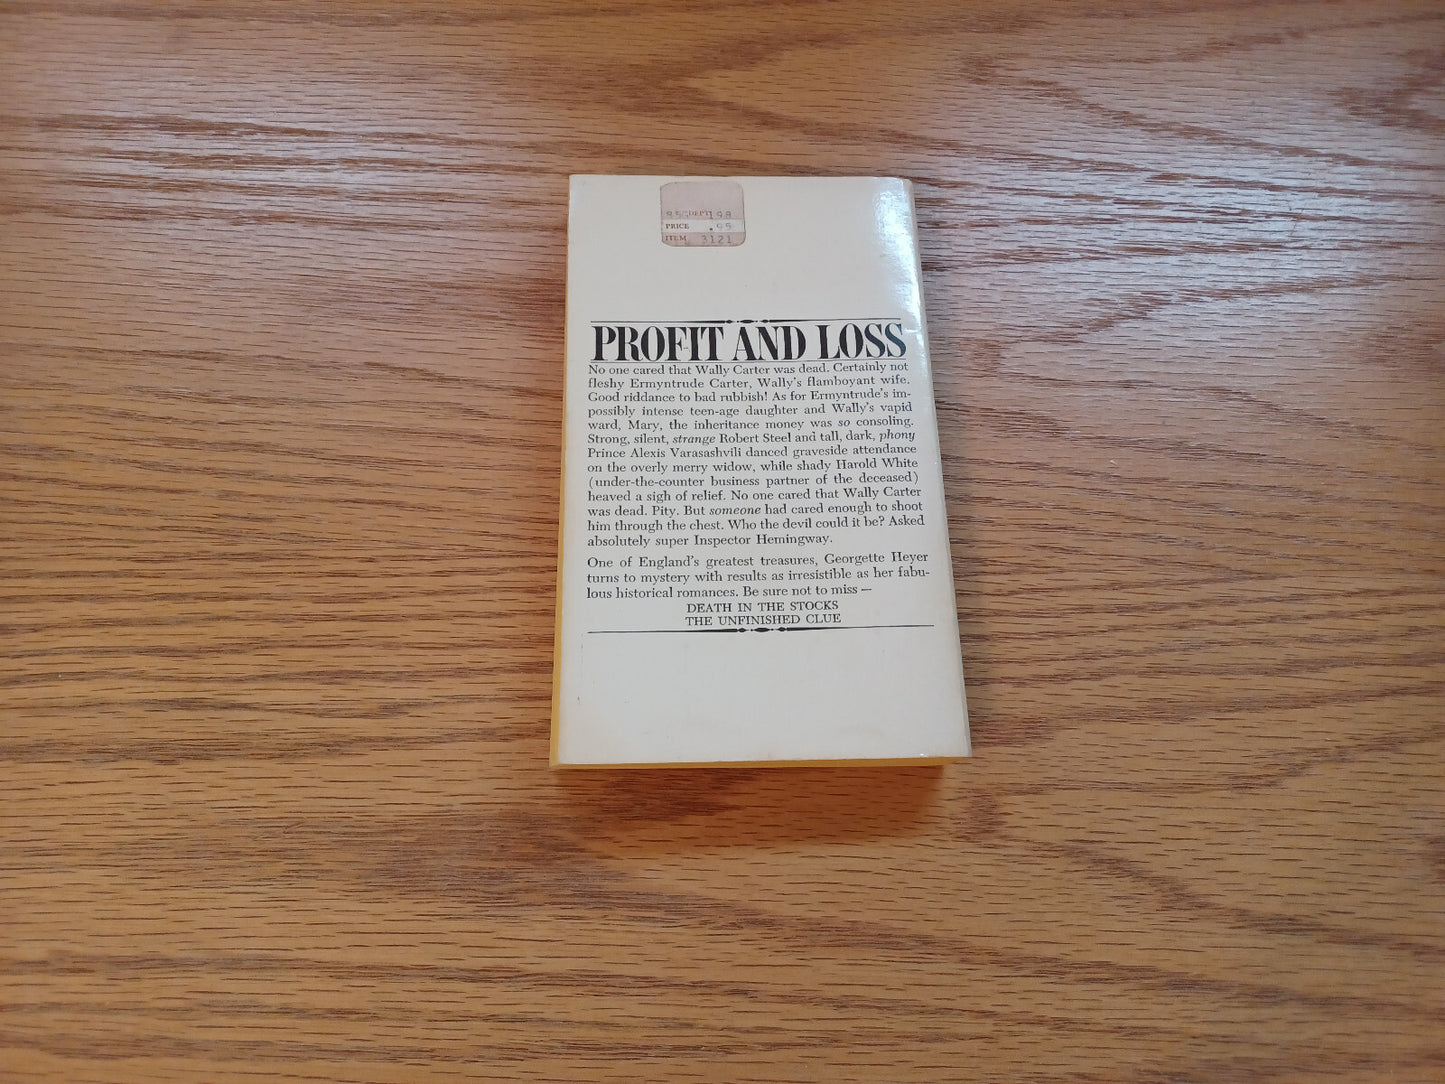 95¢ DEPT 198
PRICE .95
ITEM 3121
PROFIT AND LOSS
No one cared that Wally Carter was dead. Certainly not
fleshy Ermyntrude Carter, Wally's flamboyant wife.
Good riddance to bad rubbish! As for Ermyntrude's im-
possibly intense teen-age daughter and Wally's vapid
ward, Mary, the inheritance money was so consoling.
Strong, silent, strange Robert Steel and tall, dark, phony
Prince Alexis Varasashvili danced graveside attendance
on the overly merry widow, while shady Harold White
(under-the-counter business partner of the deceased)
heaved a sigh of relief. No one cared that Wally Carter
was dead. Pity. But someone had cared enough to shoot
him through the chest. Who the devil could it be? Asked
absolutely super Inspector Hemingway.
One of England's greatest treasures, Georgette Heyer
turns to mystery with results as irresistible as her fabu-
lous historical romances. Be sure not to miss —
DEATH IN THE STOCKS
THE UNFINISHED CLUE